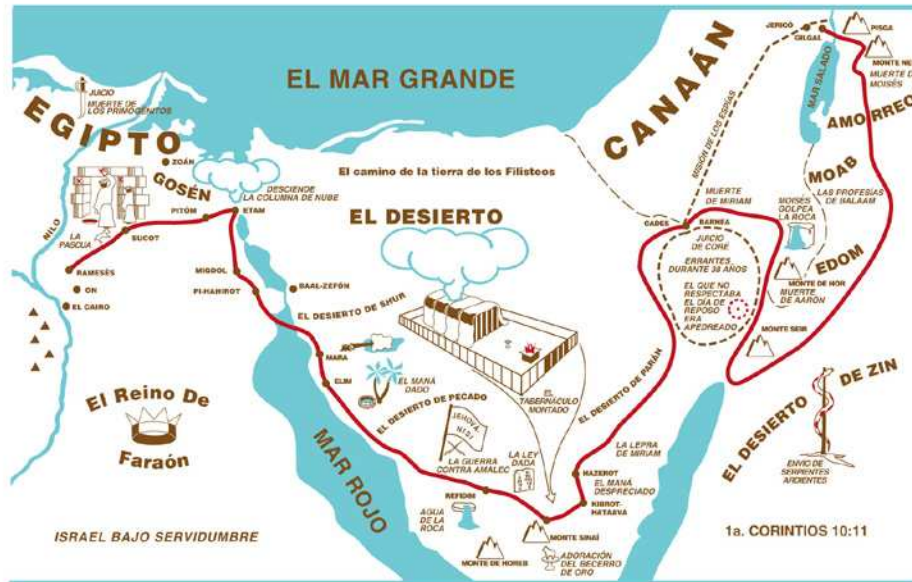 EL MAR GRANDE
CANAÁN
JERICÓ
GILGAL
PISGA
MONTE NE
MUERTE D
MOISÉS
MAR SALADO
AMORREO
JUICIO
MUERTE DE
LOS PRIMOGENITOS
EGIPTO
ZOÁN
GOSÉN
DESCIENDE
LA COLUMNA DE NUBE
PITÓM
ETAM
NILO
LA
PASCUA
SUCOT
RAMESÉS
ON
EL CAIRO
MIGDOL
PI-HAHIROT
BAAL-ZEFÓN
El camino de la tierra de los Filisteos
EL DESIERTO
MISIÓN DE LOS ESPÍAS
MUERTE
DE MIRIAM
CADES
BARNEA
MOAB
LAS PROFESIAS
DE BALAAM
MOISÉS
GOLPEA
LA ROCA
JUICIO
DE CORE
ERRANTES
DURANTE 38 AÑOS
EL QUE NO
RESPECTABA
EL DÍA DE
REPOSO
ERA
APEDREADO
EDOM
MONTE DE HOR
MUERTE
DE AARÓN
MONTE SEIR
EL DESIERTO DE SHUR
MARA
ELIM
EL MANÁ
DADO
EL DESIERTO DE PECADO
EL
TABERNÁCULO
MONTADO
EL DESIERTO DE PARÁN
El Reino De
Faraón
MAR ROJO
JEHOVÁ
NISI
LA GUERRA
CONTRA AMALEC
LA LEY
DADA
LA LEPRA
DE MIRIAM
HAZEROT
EL MANÁ
DESPRECIADO
KIBROT-
HATAAVA
EL DESIERTO DE ZIN
ENVIO DE
SERPIENTES
ARDIENTES
REFIDIM
AGUA
DE LA
ROCA
MONTE SINAÍ
MONTE DE HOREB
ADORACIÓN
DEL BECERRO
DE ORO
ISRAEL BAJO SERVIDUMBRE
1a. CORINTIOS 10:11